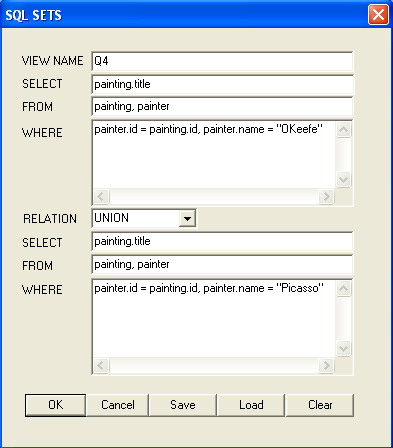 SQL SETS
VIEW NAME Q4
SELECT painting.title
FROM painting, painter
WHERE painter.id = painting.id, painter.name = "OKeefe"
RELATION UNION
SELECT painting.title
FROM painting, painter
WHERE painter.id = painting.id, painter.name = "Picasso"
OK Cancel Save Load Clear